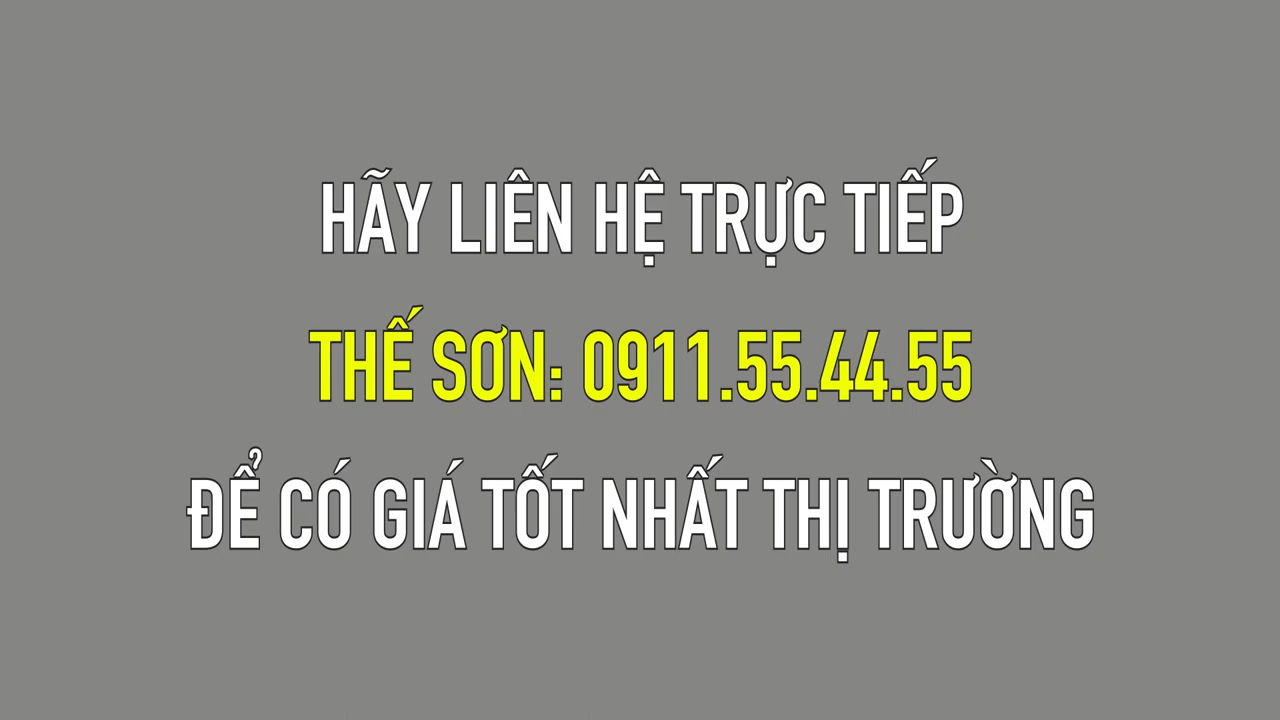 HÃY LIÊN HỆ TRỰC TIẾP
THẾ SƠN: 0911.55.44.55
ĐỂ CÓ GIÁ TỐT NHẤT THỊ TRƯỜNG